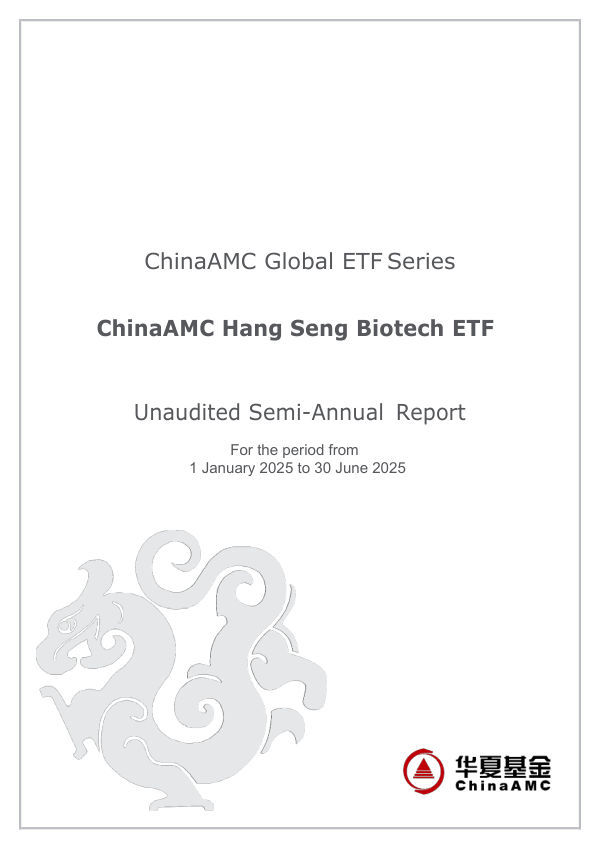 ChinaAMC Global ETF Series
ChinaAMC Hang Seng Biotech ETF
Unaudited Semi-Annual Report
For the period from
1 January 2025 to 30 June 2025
华夏基金
ChinaAMC